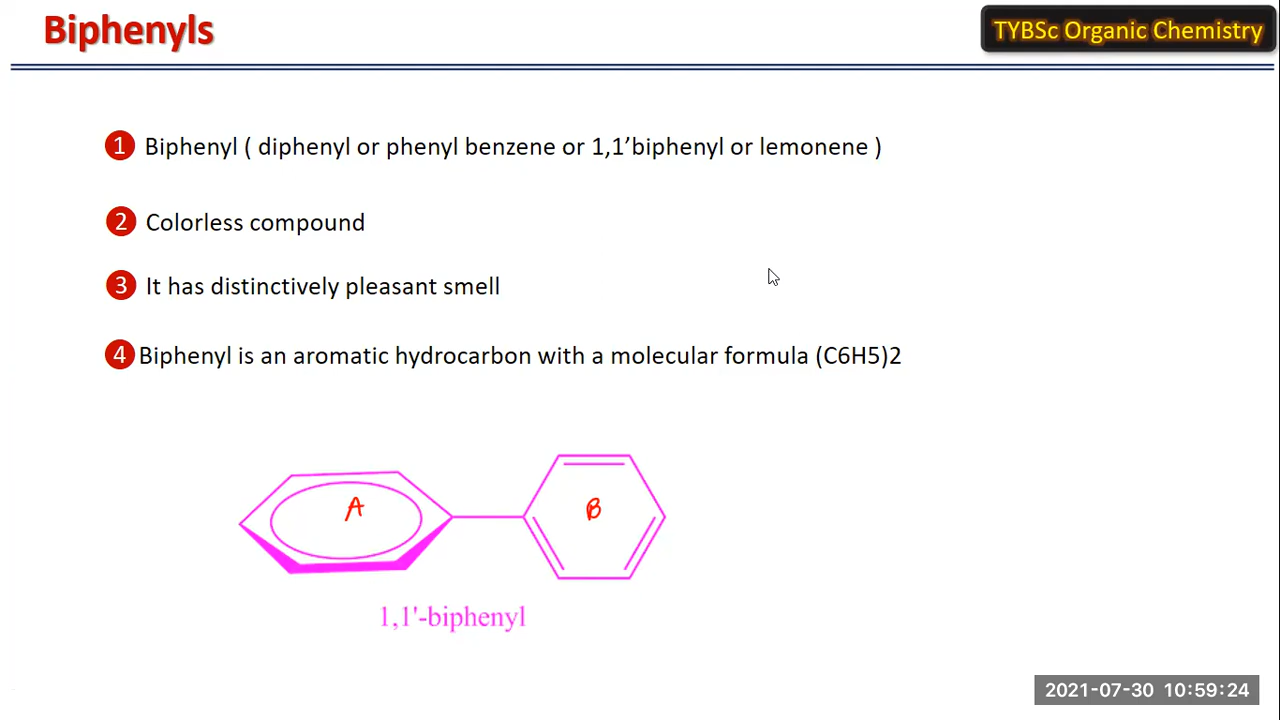 Biphenyls
TYBSc Organic Chemistry
1 Biphenyl ( diphenyl or phenyl benzene or 1,1’biphenyl or lemonene )
2 Colorless compound
3 It has distinctively pleasant smell
4 Biphenyl is an aromatic hydrocarbon with a molecular formula (C6H5)2
A B
1,1'-biphenyl
2021-07-30 10:59:24